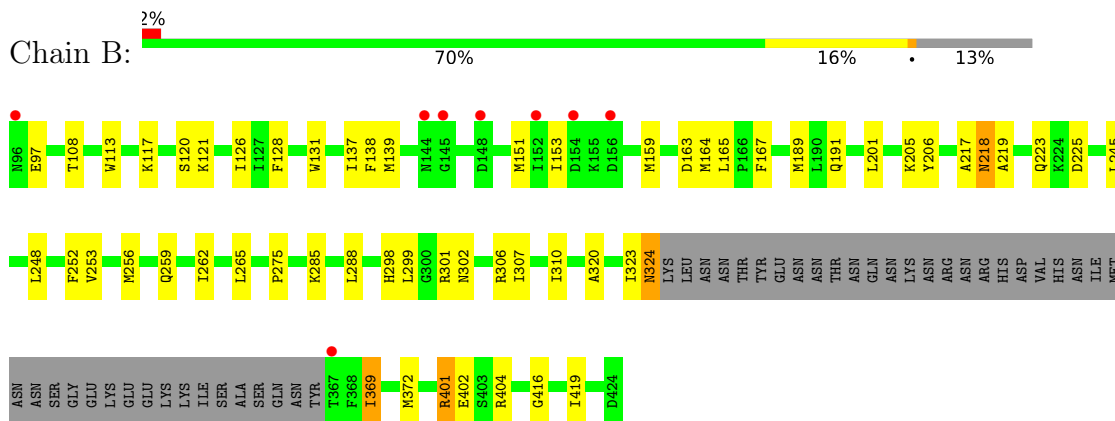 2%
Chain B:
70% 16% • 13%
N96 E97 T108 W113 K117 S120 K121 I126 I127 F128 W131 I137 F138 M139 N144 G145 D148 M151 I152 I153 D154 K155 D156 M159 D163 M164 L165 P166 F167 M189 L190 Q191 L201 K205 Y206 A217 N218 A219 Q223 K224 D225
L248 F252 V253 M256 Q259 I262 L265 P275 K285 L288 H298 L299 G300 R301 N302 R306 I307 I310 A320 I323 N324 LYS LEU ASN ASN THR TYR GLU ASN ASN THR ASN GLN ASN LYS ASN ARG ASN ARG HIS ASP VAL HIS ASN ILE MET
ASN ASN SER GLY GLU LYS GLU GLU LYS LYS ILE SER ALA SER GLN ASN TYR T367 F368 I369 M372 R401 E402 S403 R404 G416 I419 D424